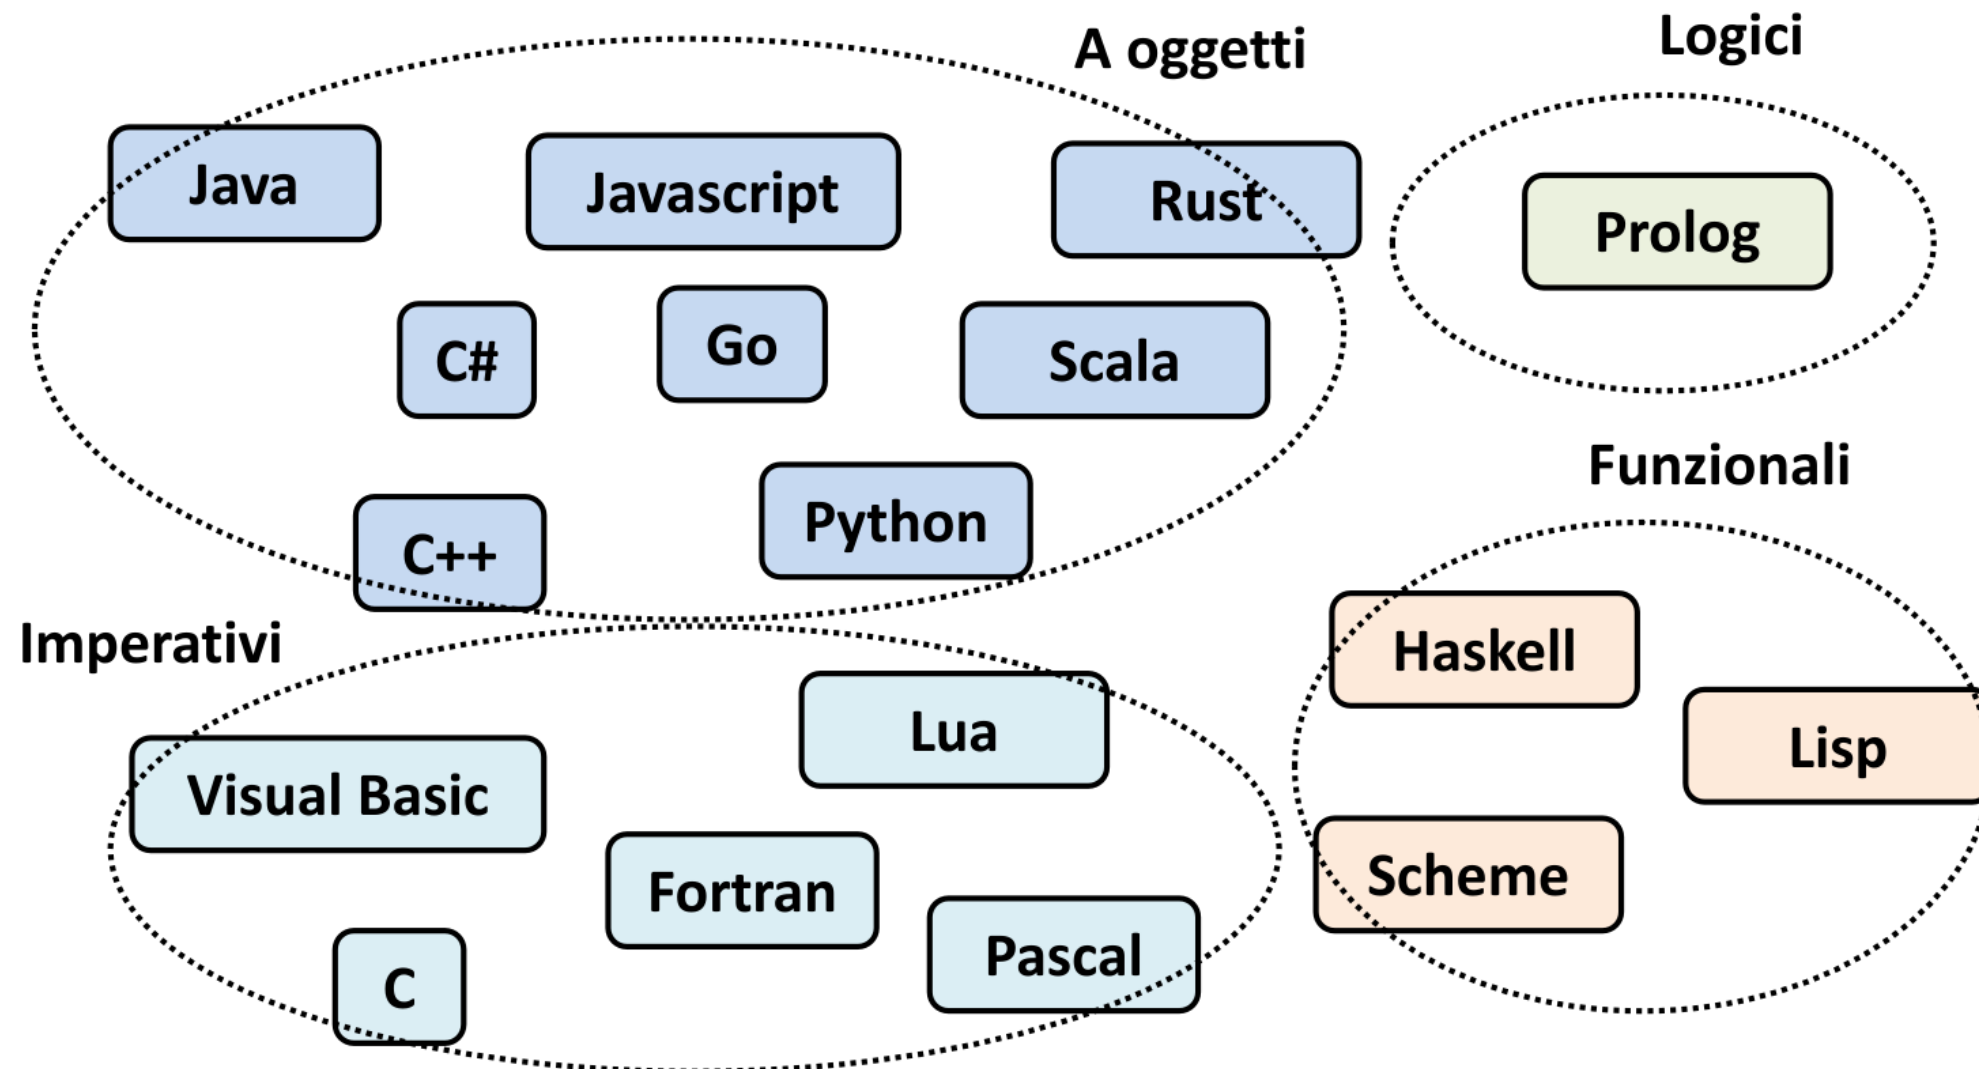 A oggetti
Logici
Java
Javascript
Rust
Prolog
C#
Go
Scala
Python
C++
Funzionali
Imperativi
Haskell
Lua
Lisp
Visual Basic
Fortran
Scheme
Pascal
C